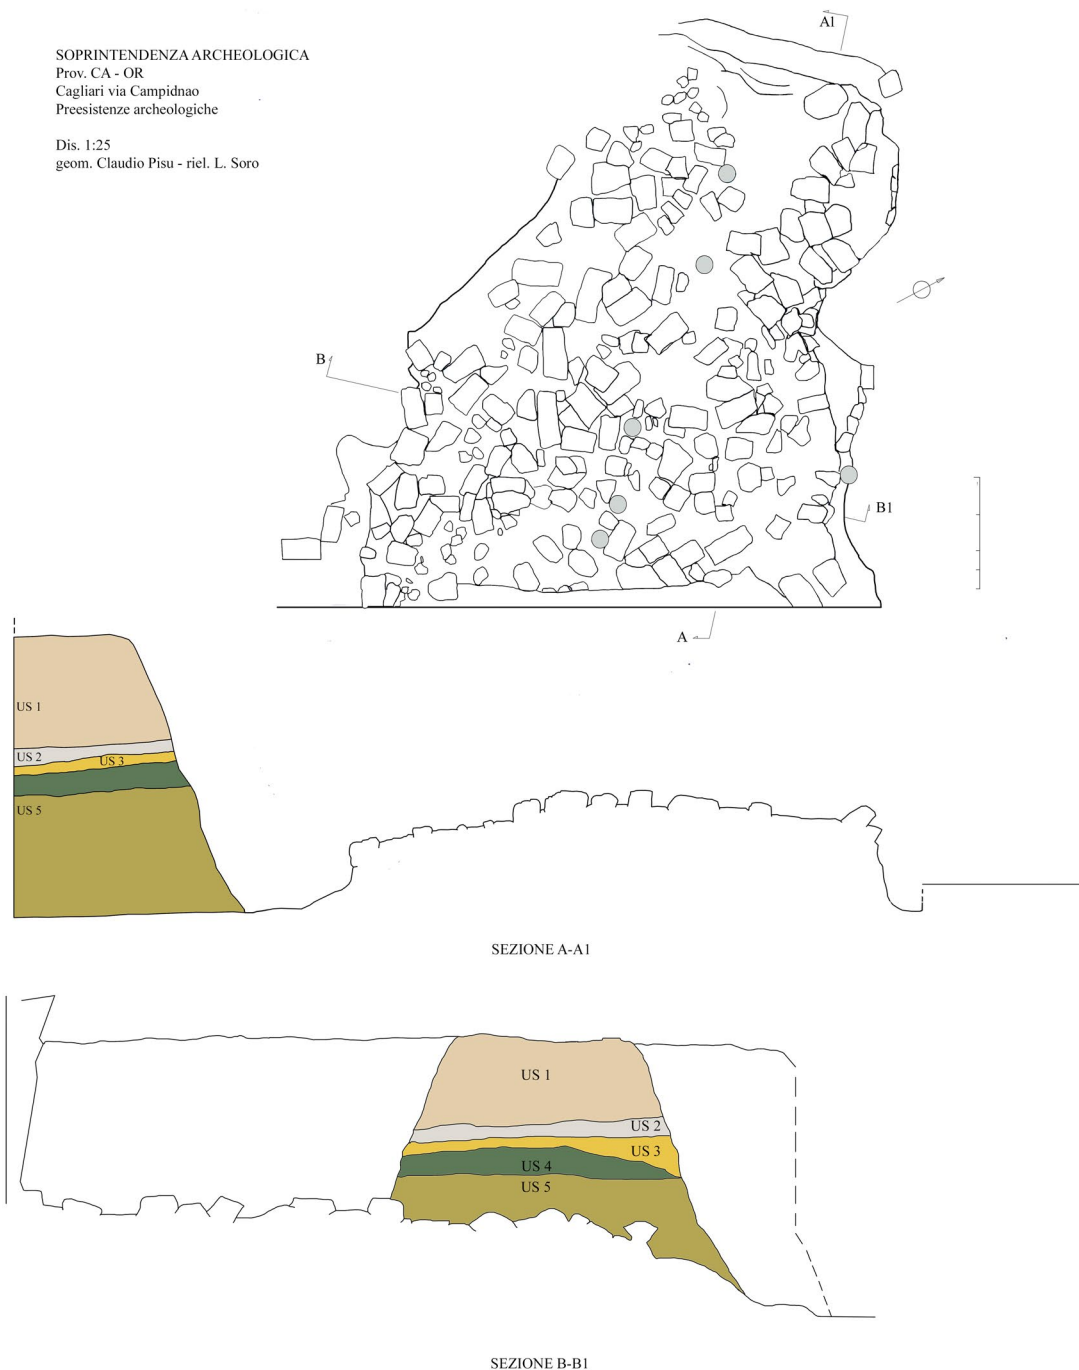 SOPRINTENDENZA ARCHEOLOGICA
Prov. CA - OR
Cagliari via Campidnao
Preesistenze archeologiche
Dis. 1:25
geom. Claudio Pisu - riel. L. Soro
A1
B
B1
A
US 1
US 2
US 3
US 5
SEZIONE A-A1
US 1
US 2
US 3
US 4
US 5
SEZIONE B-B1